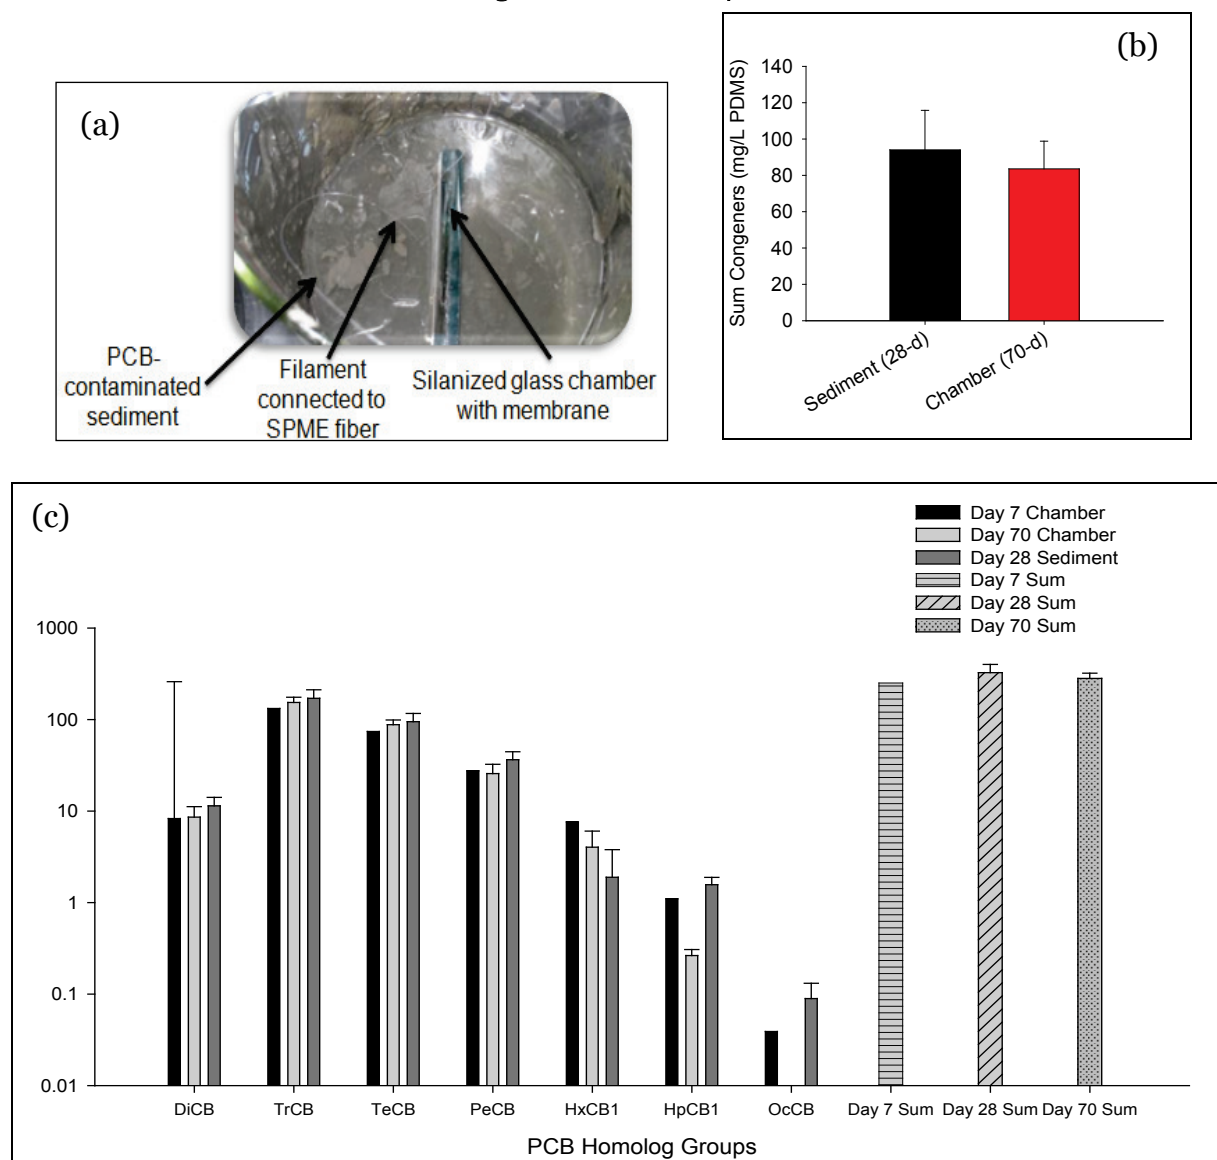 (a)
PCB-
contaminated
sediment
Filament
connected to
SPME fiber
Silanized glass chamber
with membrane
(b)
Sum Congeners (mg/L PDMS)
140
120
100
80
60
40
20
0
Sediment (28-d)
Chamber (70-d)
(c)
Day 7 Chamber
Day 70 Chamber
Day 28 Sediment
Day 7 Sum
Day 28 Sum
Day 70 Sum
1000
100
10
1
0.1
0.01
DiCB TrCB TeCB PeCB HxCB1 HpCB1 OcCB Day 7 Sum Day 28 Sum Day 70 Sum
PCB Homolog Groups